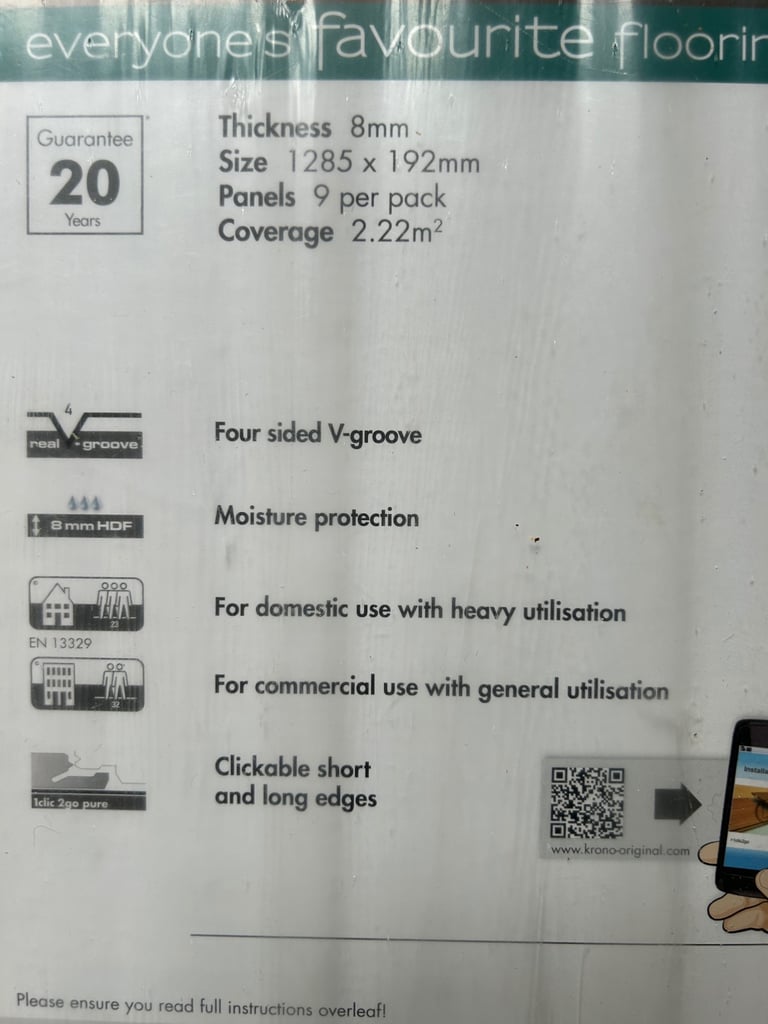 everyone's favourite floorin
Guarantee
20
Years
*
Thickness 8mm
Size 1285 x 192mm
Panels 9 per pack
Coverage 2.22m²
4
real V-groove
Four sided V-groove
8mm HDF
Moisture protection
23
For domestic use with heavy utilisation
EN 13329
32
For commercial use with general utilisation
Clickable short
and long edges
1clic 2go pure
www.krono-original.com
Installa
Please ensure you read full instructions overleaf!